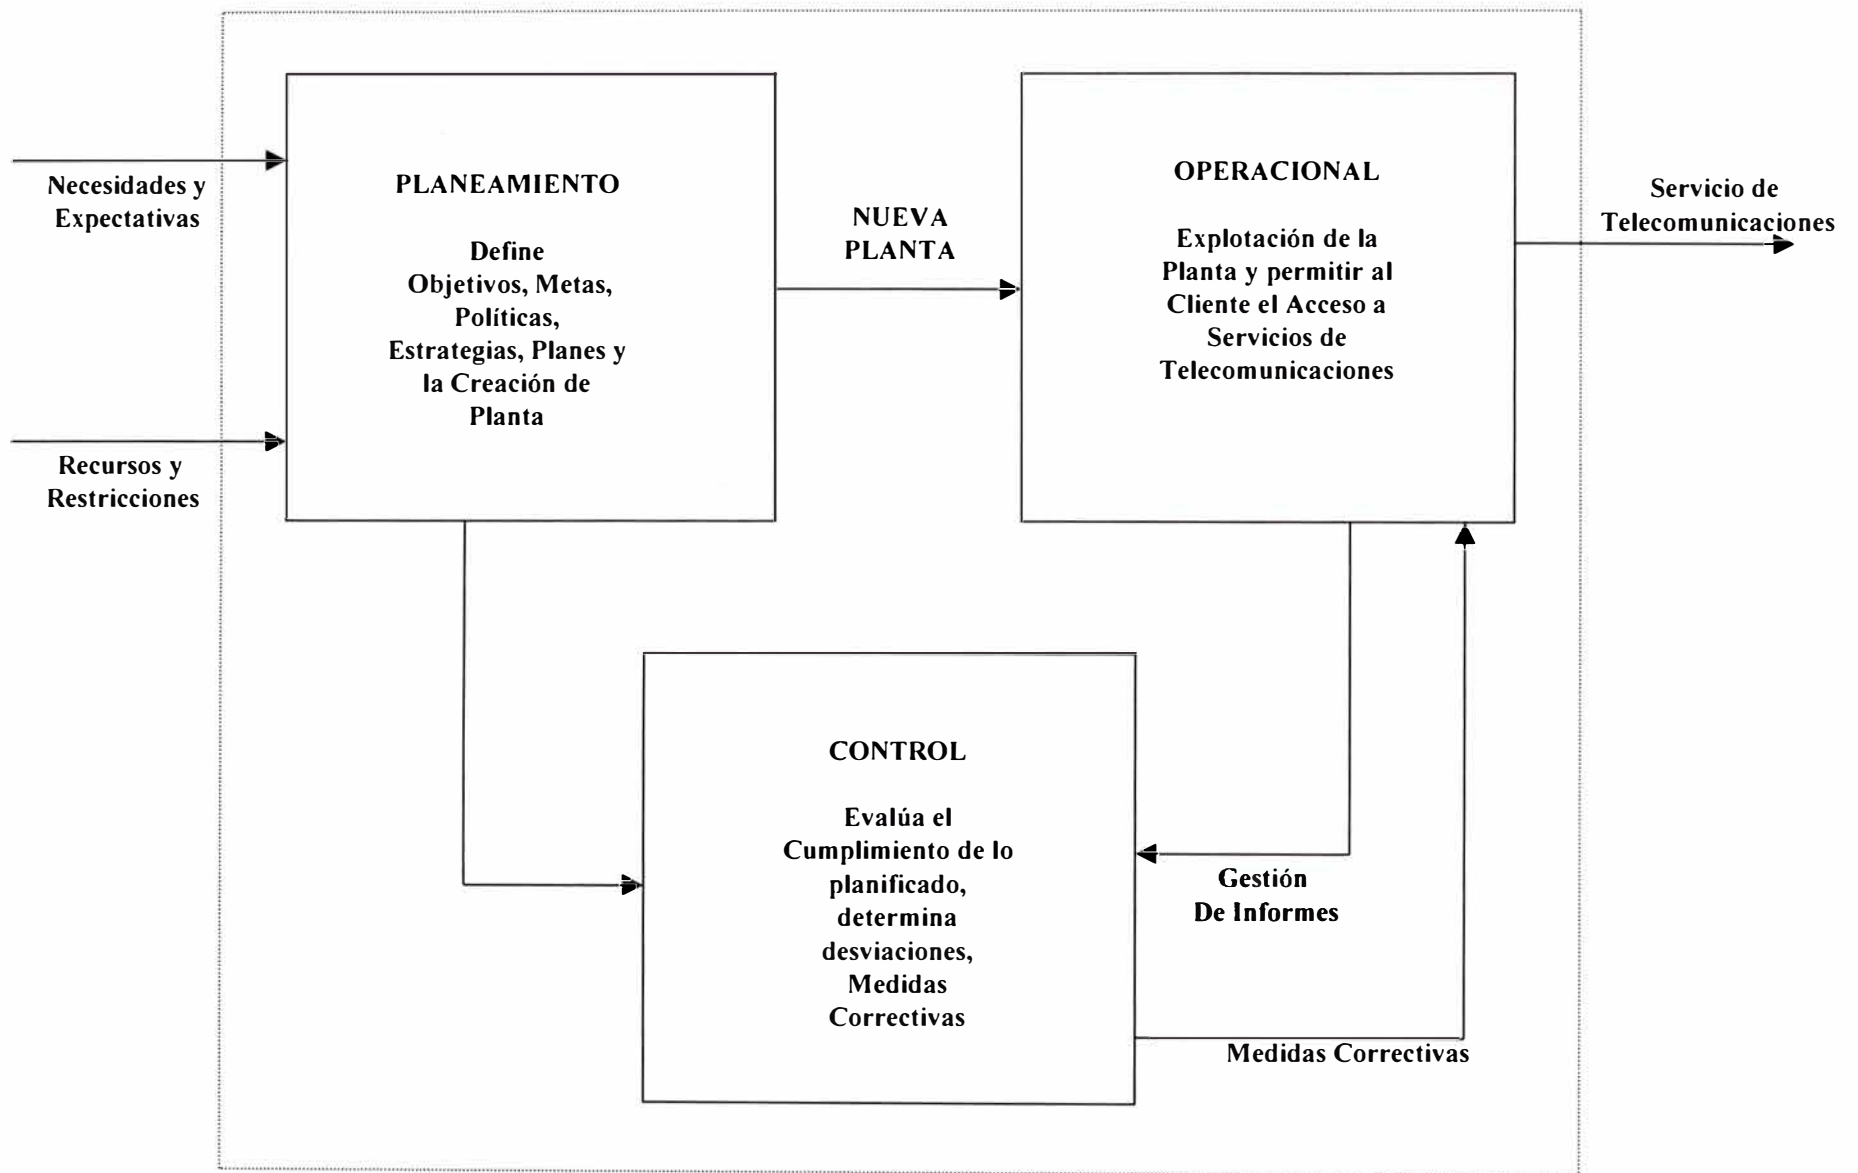 Necesidades y
Expectativas
Recursos y
Restricciones
PLANEAMIENTO
Define
Objetivos, Metas,
Políticas,
Estrategias, Planes y
la Creación de
Planta
NUEVA
PLANTA
OPERACIONAL
Explotación de la
Planta y permitir al
Cliente el Acceso a
Servicios de
Telecomunicaciones
Servicio de
Telecomunicaciones
CONTROL
Evalúa el
Cumplimiento de lo
planificado,
determina
desviaciones,
Medidas
Correctivas
Gestión
De Informes
Medidas Correctivas